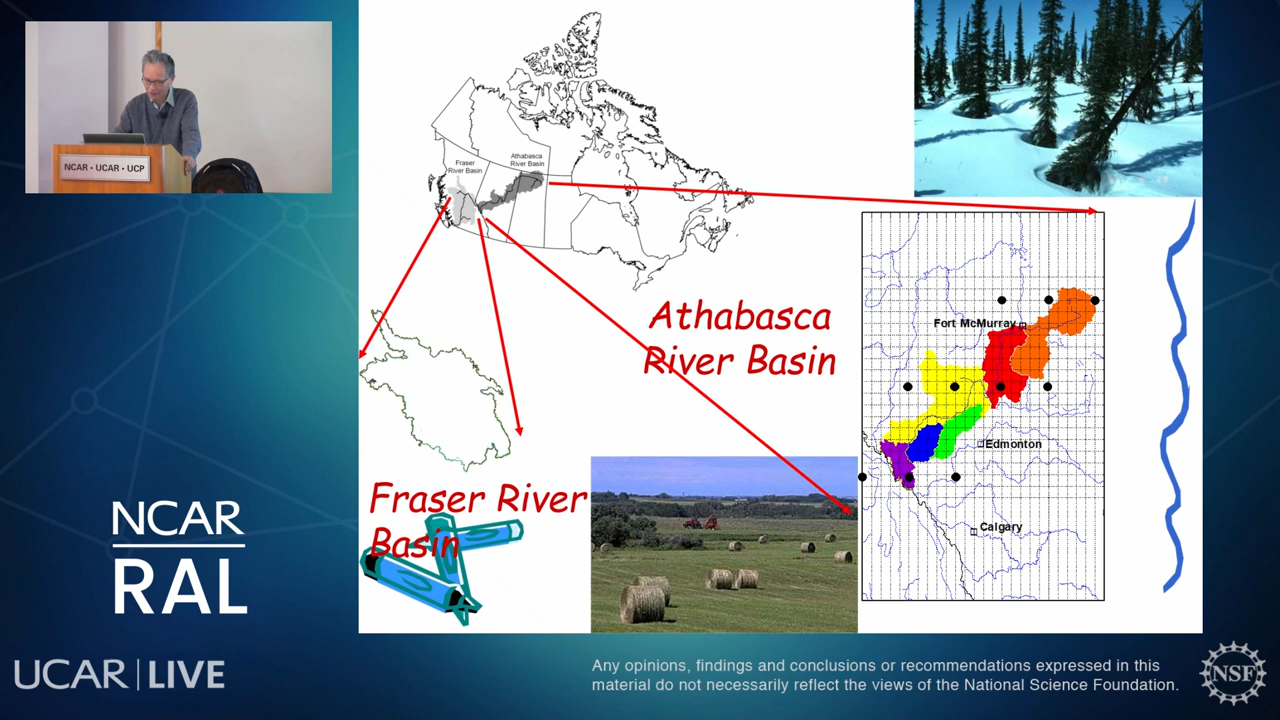 NCAR • UCAR • UCP
Fraser
River Basin
Athabasca
River Basin
Athabasca
River Basin
Fort McMurray
Edmonton
Calgary
Fraser River
Basin
NCAR
RAL
UCAR | LIVE
Any opinions, findings and conclusions or recommendations expressed in this
material do not necessarily reflect the views of the National Science Foundation.
NSF